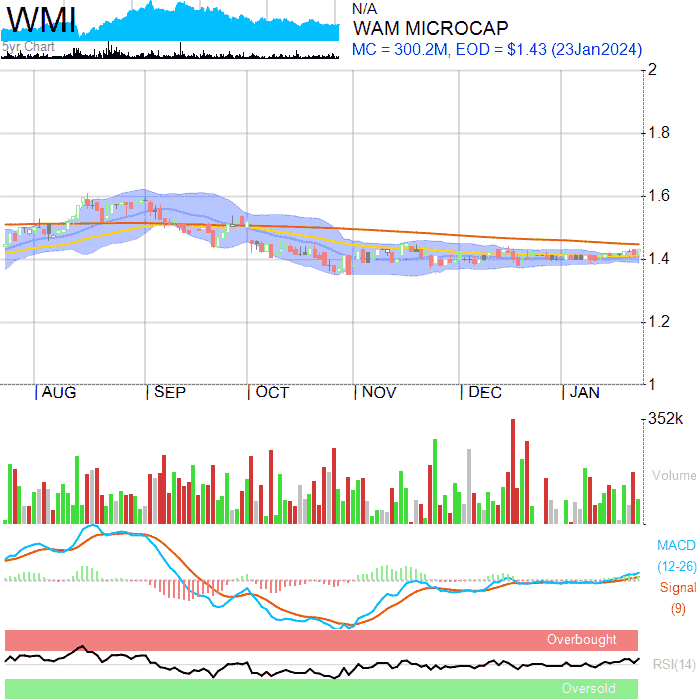 WMI
5yr Chart
N/A
WAM MICROCAP
MC = 300.2M, EOD = $1.43 (23Jan2024)
2
1.8
1.6
1.4
1.2
1
AUG SEP OCT NOV DEC JAN
352k
Volume
MACD
(12-26)
Signal
(9)
Overbought
RSI(14)
Oversold